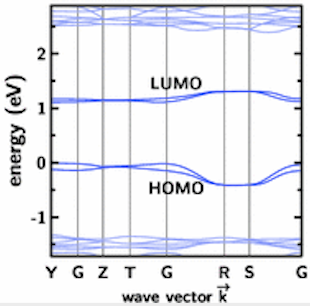 energy (eV)
2
1
0
-1
LUMO
HOMO
Y G Z T G R S G
wave vector k